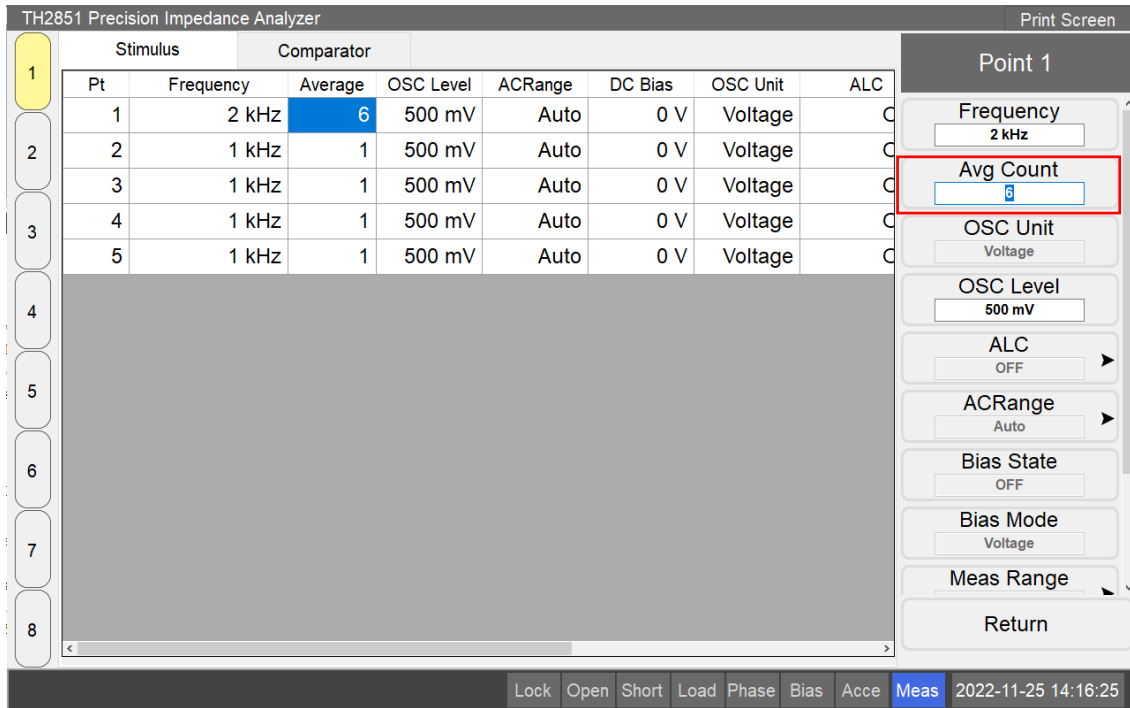 TH2851 Precision Impedance Analyzer Print Screen
Stimulus Comparator
Pt Frequency Average OSC Level ACRange DC Bias OSC Unit ALC
1 2 kHz 6 500 mV Auto 0 V Voltage
2 1 kHz 1 500 mV Auto 0 V Voltage
3 1 kHz 1 500 mV Auto 0 V Voltage
4 1 kHz 1 500 mV Auto 0 V Voltage
5 1 kHz 1 500 mV Auto 0 V Voltage
1
2
3
4
5
6
7
8
Point 1
Frequency
2 kHz
Avg Count
6
OSC Unit
Voltage
OSC Level
500 mV
ALC
OFF
ACRange
Auto
Bias State
OFF
Bias Mode
Voltage
Meas Range
Return
Lock Open Short Load Phase Bias Acce Meas 2022-11-25 14:16:25